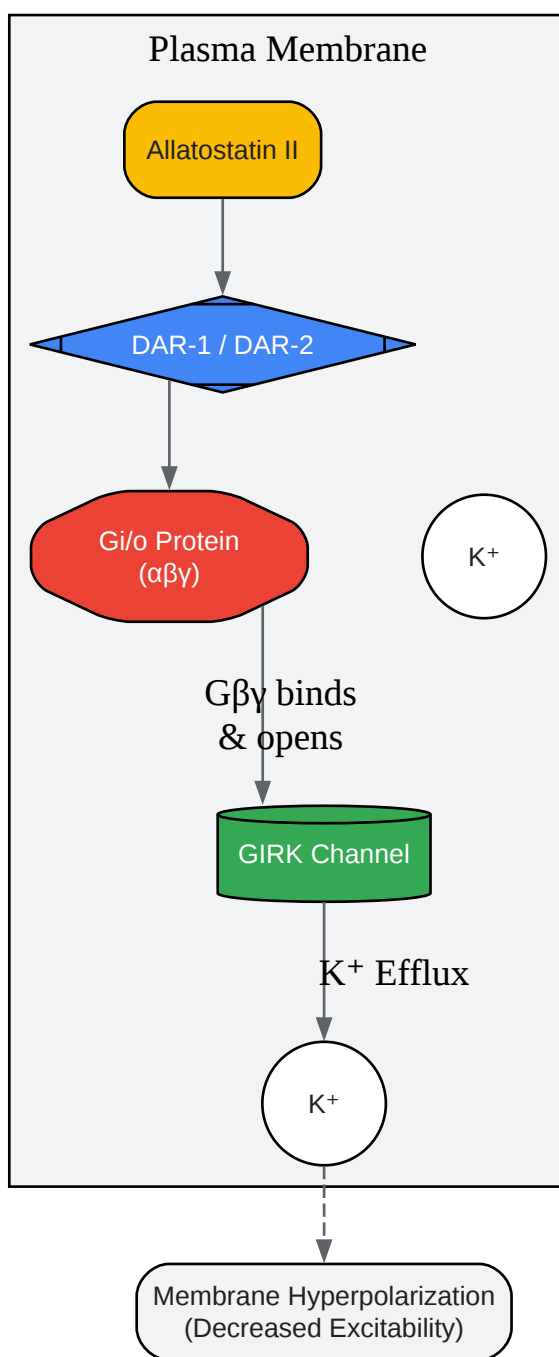 Plasma Membrane
Allatostatin II
DAR-1 / DAR-2
Gi/o Protein
(αβγ)
K⁺
Gβγ binds
& opens
GIRK Channel
K⁺ Efflux
K⁺
Membrane Hyperpolarization
(Decreased Excitability)